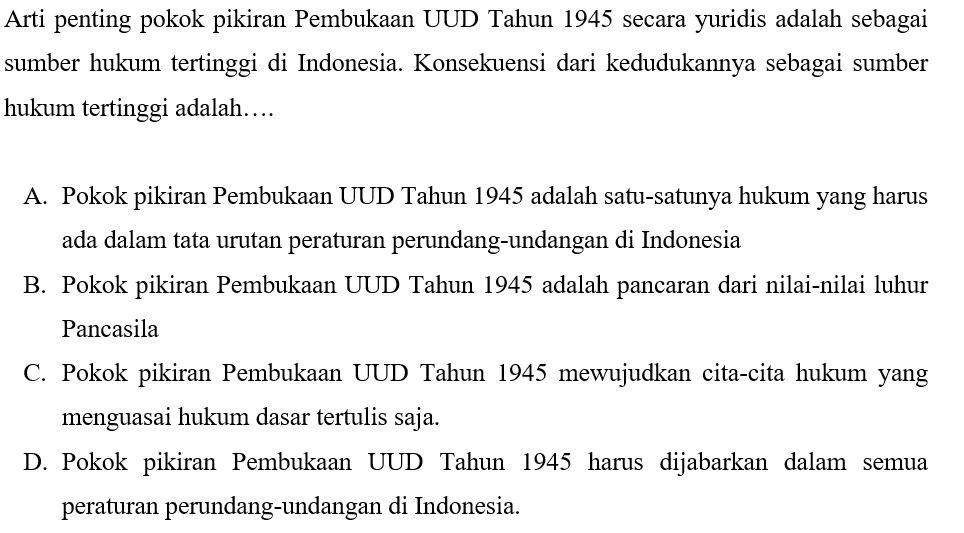 Arti penting pokok pikiran Pembukaan UUD Tahun 1945 secara yuridis adalah sebagai
sumber hukum tertinggi di Indonesia. Konsekuensi dari kedudukannya sebagai sumber
hukum tertinggi adalah….
A. Pokok pikiran Pembukaan UUD Tahun 1945 adalah satu-satunya hukum yang harus
ada dalam tata urutan peraturan perundang-undangan di Indonesia
B. Pokok pikiran Pembukaan UUD Tahun 1945 adalah pancaran dari nilai-nilai luhur
Pancasila
C. Pokok pikiran Pembukaan UUD Tahun 1945 mewujudkan cita-cita hukum yang
menguasai hukum dasar tertulis saja.
D. Pokok pikiran Pembukaan UUD Tahun 1945 harus dijabarkan dalam semua
peraturan perundang-undangan di Indonesia.